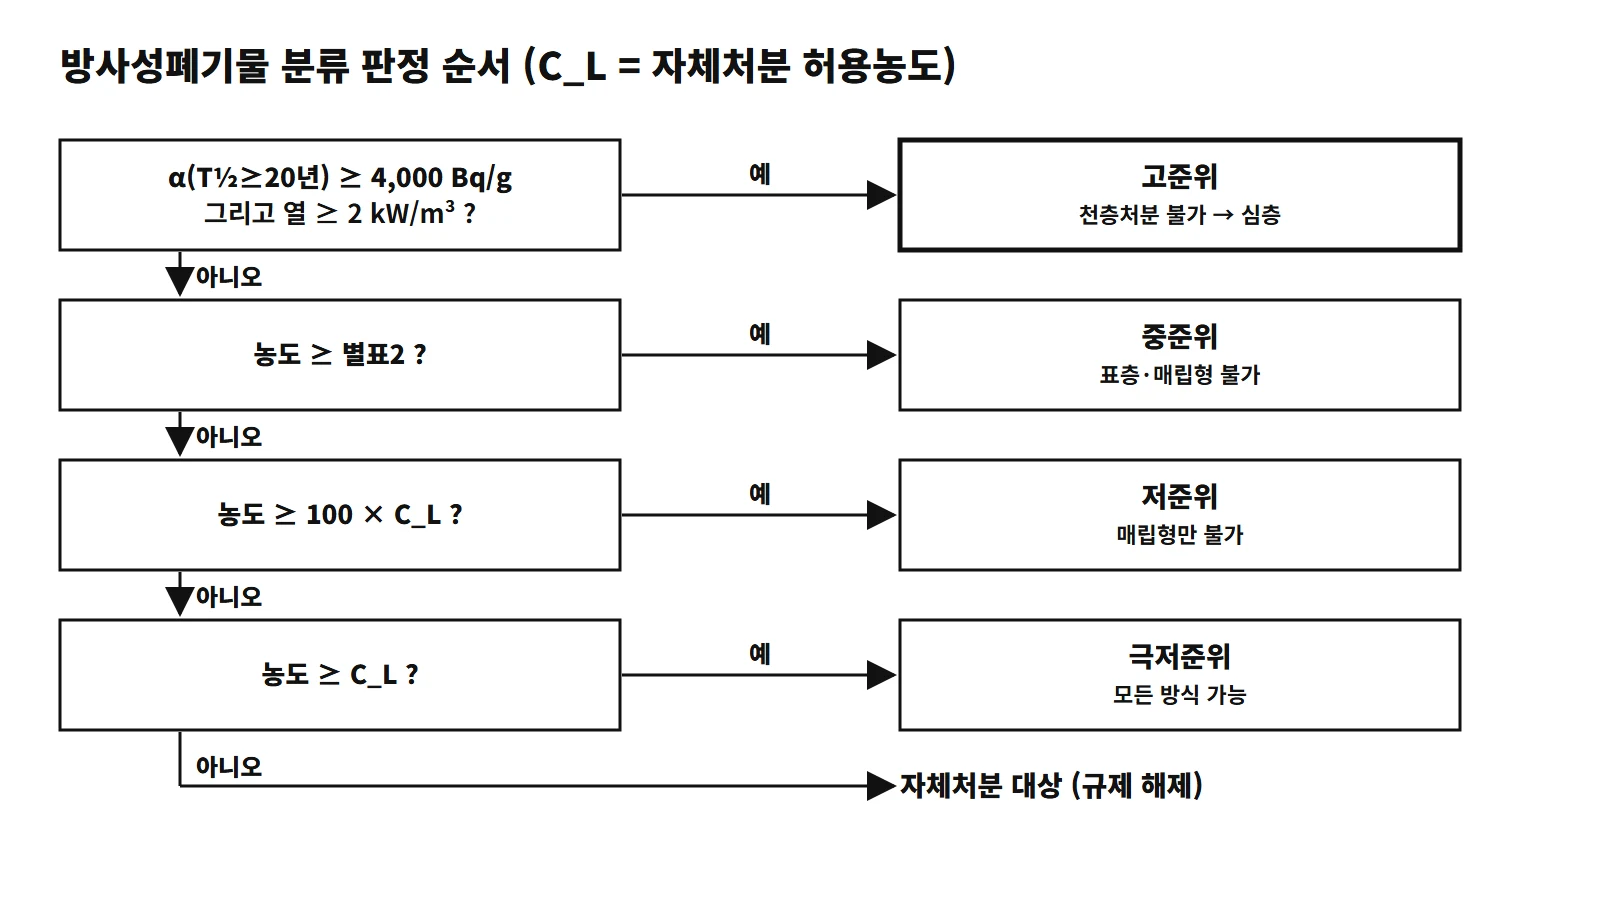 방사성폐기물 분류 판정 순서 (C_L = 자체처분 허용농도)
α(T½≥20년) ≥ 4,000 Bq/g
그리고 열 ≥ 2 kW/m³ ?
예
고준위
천층처분 불가 → 심층
아니오
농도 ≥ 별표2 ?
예
중준위
표층·매립형 불가
아니오
농도 ≥ 100 × C_L ?
예
저준위
매립형만 불가
아니오
농도 ≥ C_L ?
예
극저준위
모든 방식 가능
아니오
자체처분 대상 (규제 해제)